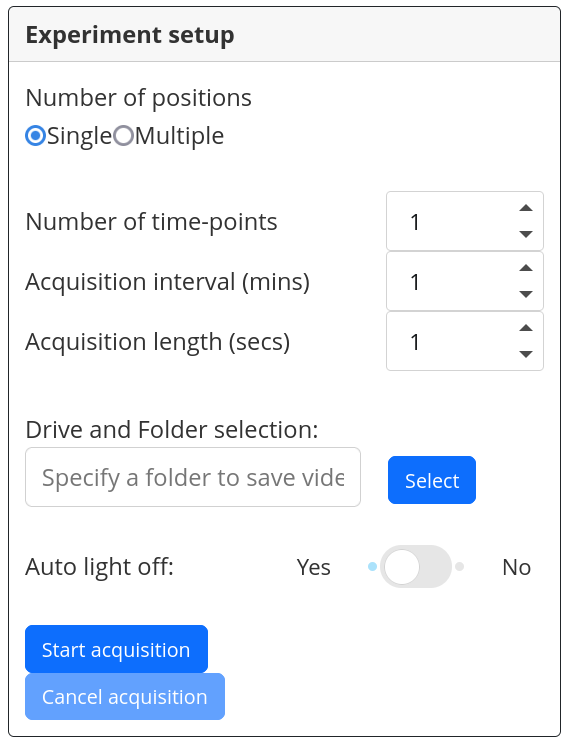 Experiment setup
Number of positions
Single Multiple
Number of time-points 1
Acquisition interval (mins) 1
Acquisition length (secs) 1
Drive and Folder selection:
Specify a folder to save vide Select
Auto light off: Yes No
Start acquisition
Cancel acquisition